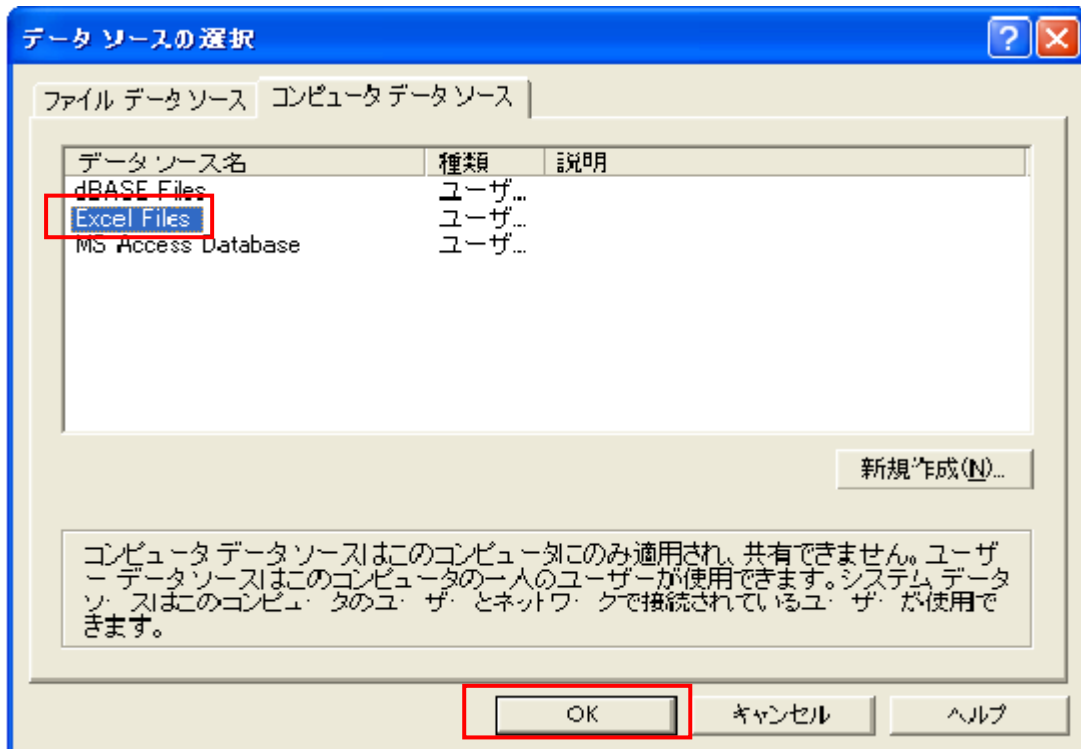 データ ソースの選択
ファイル データ ソース コンピュータ データ ソース
データ ソース名 種類 説明
dBASE Files ユーザ...
Excel Files ユーザ...
MS Access Database ユーザ...
新規作成(N)...
コンピュータ データ ソースはこのコンピュータにのみ適用され、共有できません。ユーザ
ー データ ソースはこのコンピュータの一人のユーザーが使用できます。システム データ
ソースはこのコンピュータのユーザーとネットワークで接続されているユーザーが使用で
きます。
OK キャンセル ヘルプ